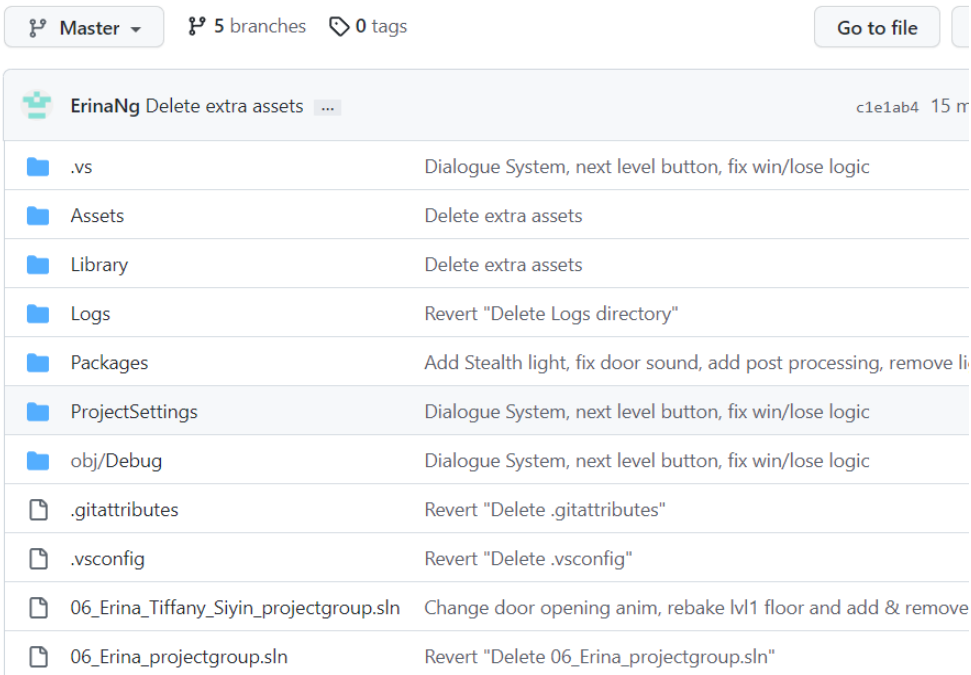 Master 5 branches 0 tags Go to file
ErinaNg Delete extra assets ... c1e1ab4 15
.vs Dialogue System, next level button, fix win/lose logic
Assets Delete extra assets
Library Delete extra assets
Logs Revert "Delete Logs directory"
Packages Add Stealth light, fix door sound, add post processing, remove
ProjectSettings Dialogue System, next level button, fix win/lose logic
obj/Debug Dialogue System, next level button, fix win/lose logic
.gitattributes Revert "Delete .gitattributes"
.vsconfig Revert "Delete .vsconfig"
06_Erina_Tiffany_Siyin_projectgroup.sln Change door opening anim, rebake lvl1 floor and add & remove
06_Erina_projectgroup.sln Revert "Delete 06_Erina_projectgroup.sln"